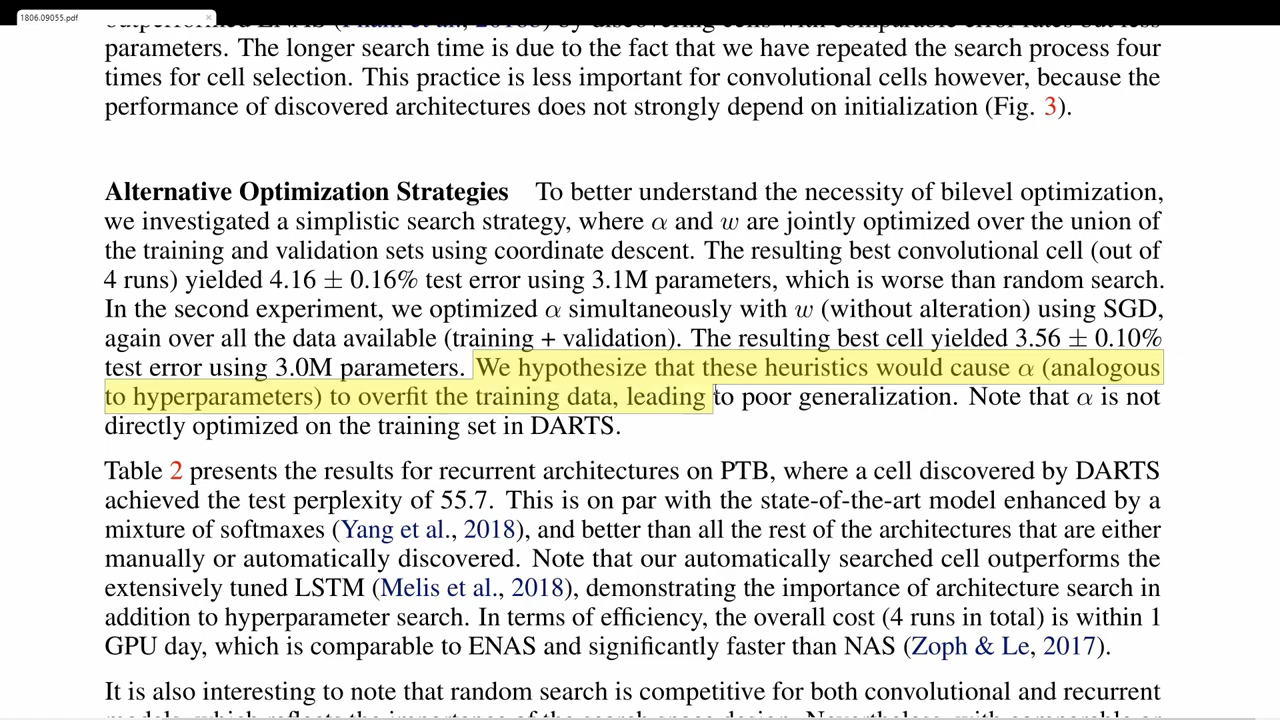 1806.09055.pdf
parameters. The longer search time is due to the fact that we have repeated the search process four
times for cell selection. This practice is less important for convolutional cells however, because the
performance of discovered architectures does not strongly depend on initialization (Fig. 3).
Alternative Optimization Strategies To better understand the necessity of bilevel optimization,
we investigated a simplistic search strategy, where α and w are jointly optimized over the union of
the training and validation sets using coordinate descent. The resulting best convolutional cell (out of
4 runs) yielded 4.16 ± 0.16% test error using 3.1M parameters, which is worse than random search.
In the second experiment, we optimized α simultaneously with w (without alteration) using SGD,
again over all the data available (training + validation). The resulting best cell yielded 3.56 ± 0.10%
test error using 3.0M parameters. We hypothesize that these heuristics would cause α (analogous
to hyperparameters) to overfit the training data, leading to poor generalization. Note that α is not
directly optimized on the training set in DARTS.
Table 2 presents the results for recurrent architectures on PTB, where a cell discovered by DARTS
achieved the test perplexity of 55.7. This is on par with the state-of-the-art model enhanced by a
mixture of softmaxes (Yang et al., 2018), and better than all the rest of the architectures that are either
manually or automatically discovered. Note that our automatically searched cell outperforms the
extensively tuned LSTM (Melis et al., 2018), demonstrating the importance of architecture search in
addition to hyperparameter search. In terms of efficiency, the overall cost (4 runs in total) is within 1
GPU day, which is comparable to ENAS and significantly faster than NAS (Zoph & Le, 2017).
It is also interesting to note that random search is competitive for both convolutional and recurrent